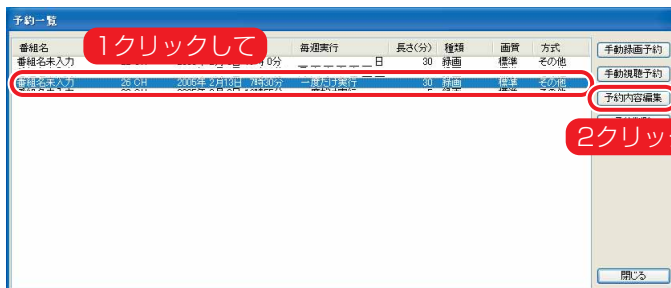 予約一覧
番組名 毎週実行 長さ(分) 種類 画質 方式
1クリックして
番組名未入力 日 30 録画 標準 その他
番組名未入力 26 CH 2005年 2月13日 7時30分 一度だけ実行 30 録画 標準 その他
手動録画予約
手動視聴予約
予約内容編集
2クリッ
閉じる